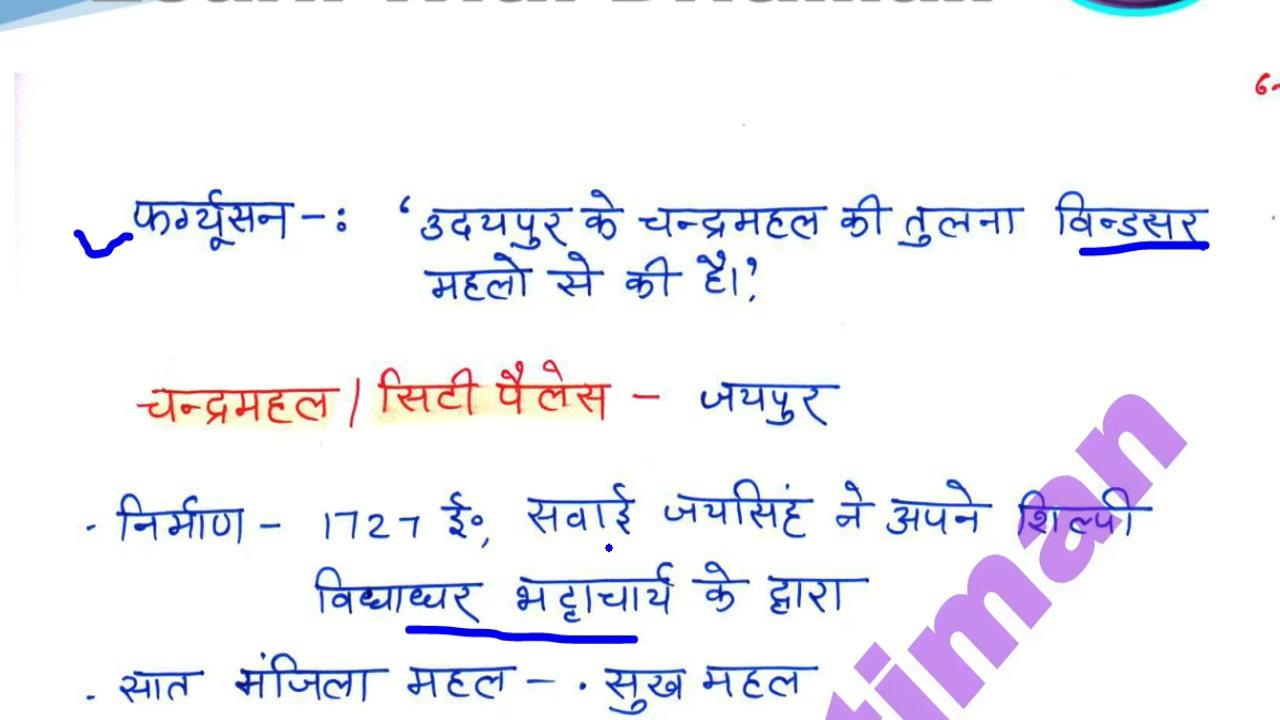 फर्ग्यूसन -: ‘उदयपुर के चन्द्रमहल की तुलना विन्डसर
महलो से की है।’
चन्द्रमहल / सिटी पैलेस - जयपुर
· निर्माण - 1727 ई॰, सवाई जयसिंह ने अपने शिल्पी
विद्याधर भट्टाचार्य के द्वारा
· सात मंजिला महल - · सुख महल